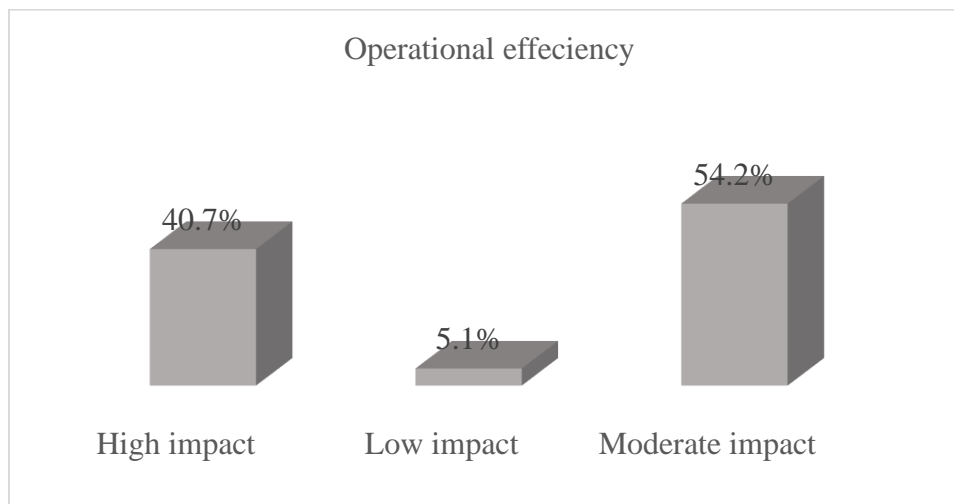 Operational effeciency
40.7%
5.1%
54.2%
High impact
Low impact
Moderate impact